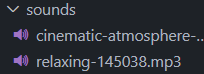 sounds
cinematic-atmosphere-...
relaxing-145038.mp3